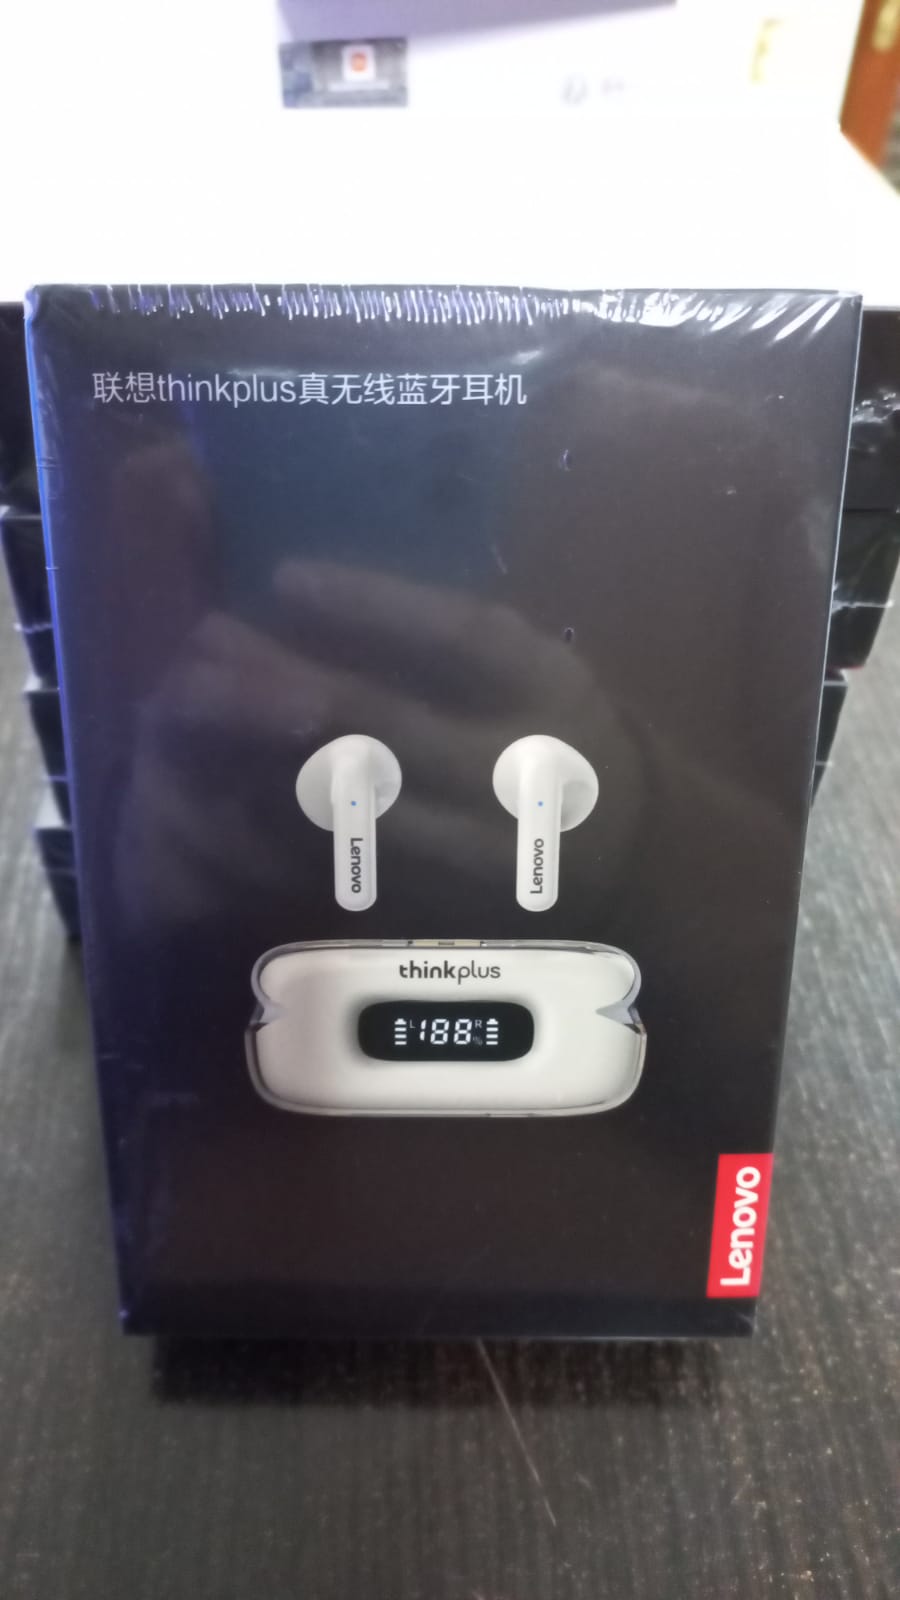 联想thinkplus真无线蓝牙耳机
Lenovo
Lenovo
thinkplus
L 188 % R
Lenovo